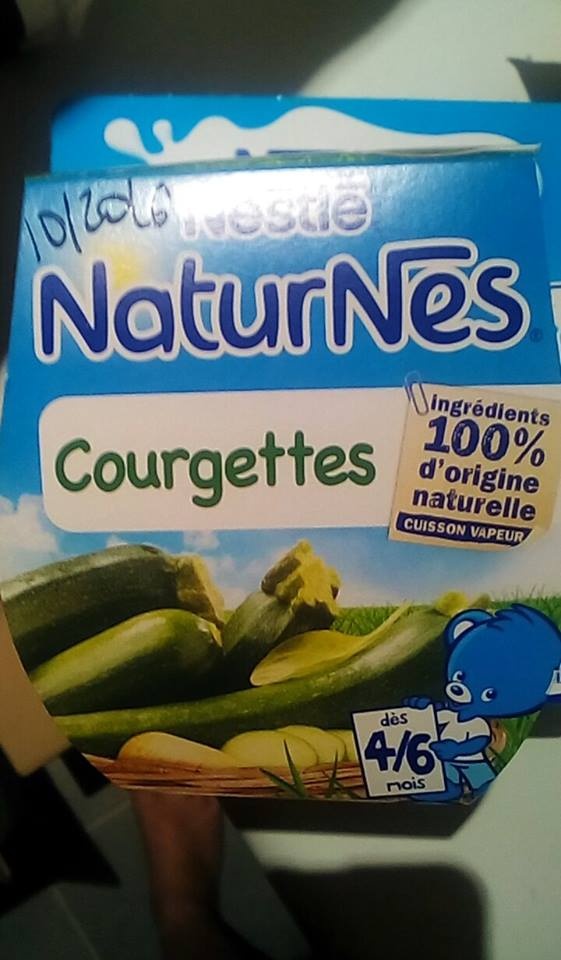 10/2016
Nestlé
NaturNes®
Courgettes
ingrédients
100%
d'origine
naturelle
CUISSON VAPEUR
dès
4/6
mois